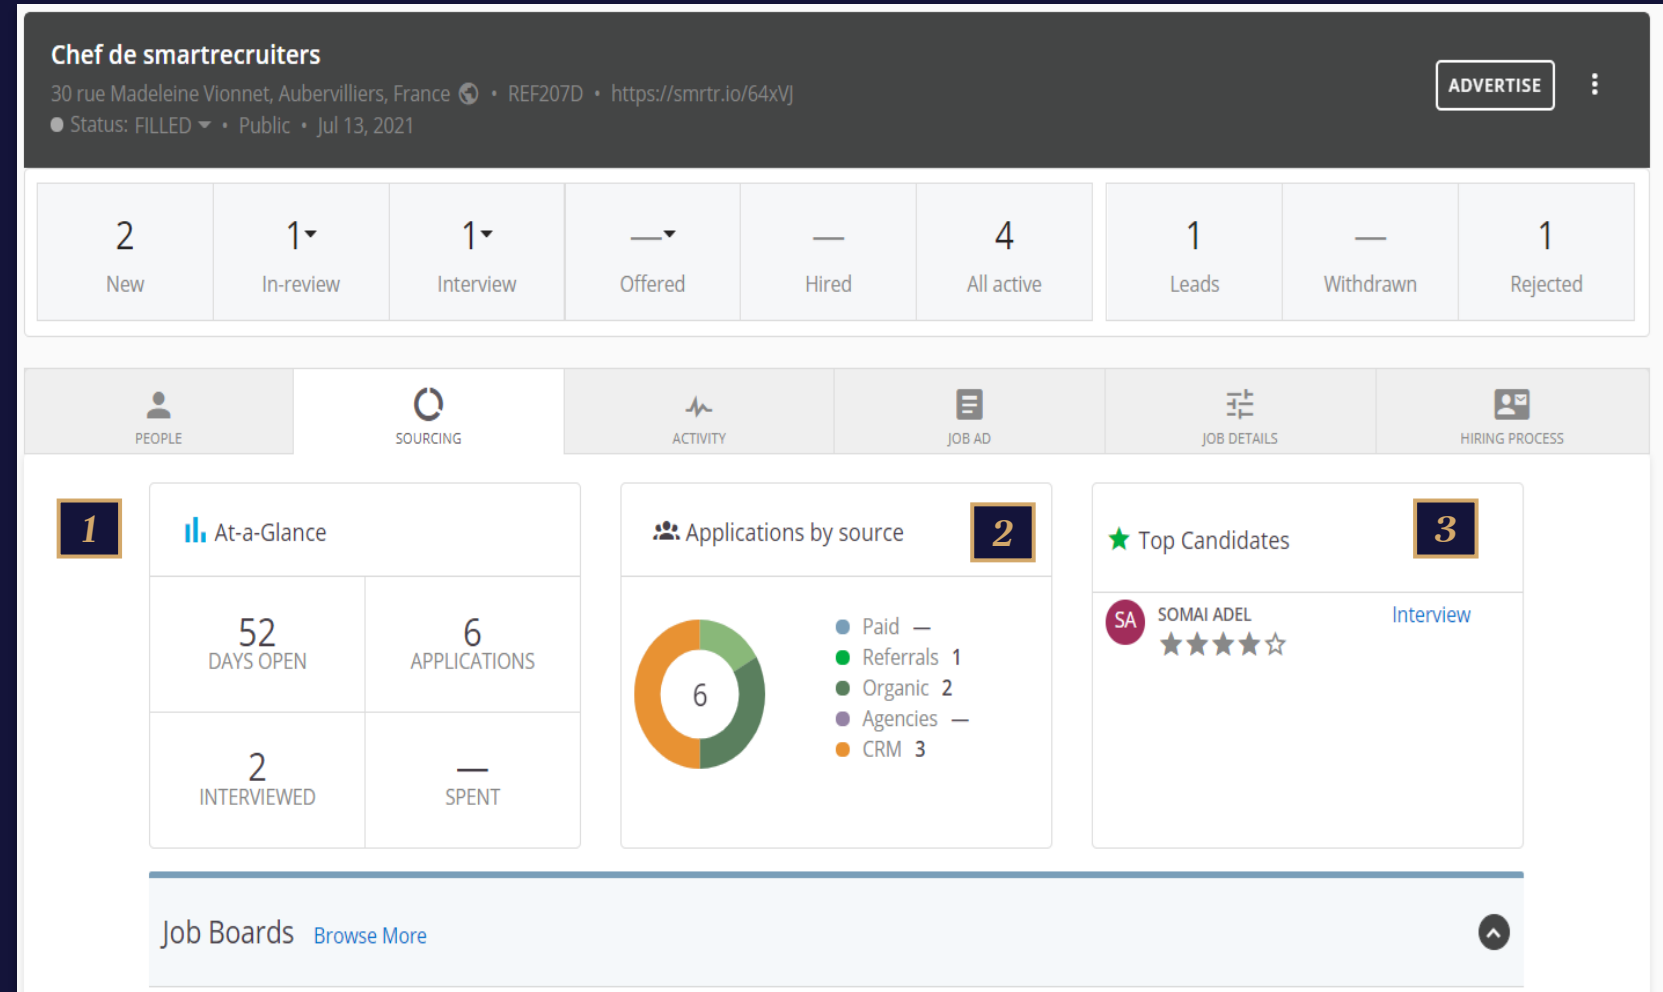 Chef de smartrecruiters
30 rue Madeleine Vionnet, Aubervilliers, France • REF207D • https://smrtr.io/64xVJ
Status: FILLED • Public • Jul 13, 2021
ADVERTISE
2 1 1 — — 4 1 — 1
New In-review Interview Offered Hired All active Leads Withdrawn Rejected
PEOPLE SOURCING ACTIVITY JOB AD JOB DETAILS HIRING PROCESS
1
At-a-Glance
52
DAYS OPEN
6
APPLICATIONS
2
INTERVIEWED
—
SPENT
Applications by source
2
6
Paid —
Referrals 1
Organic 2
Agencies —
CRM 3
Top Candidates
3
SA
SOMAI ADEL
Interview
Job Boards Browse More